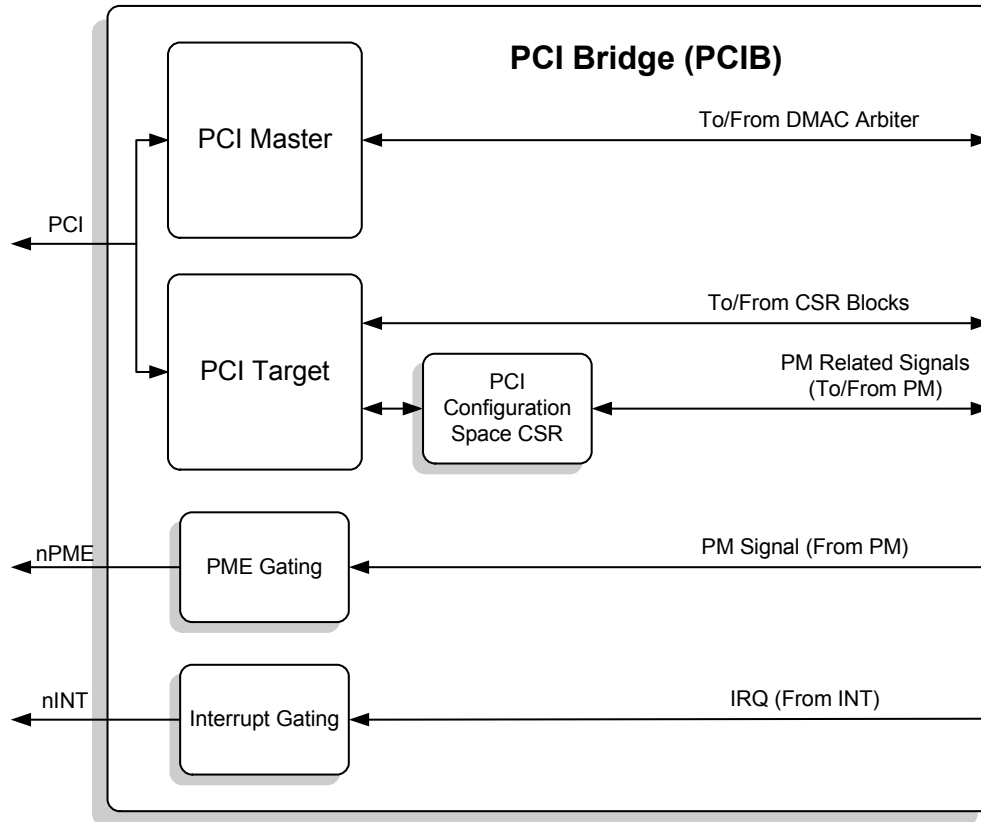 PCI Bridge (PCIB)
PCI Master
To/From DMAC Arbiter
PCI
PCI Target
To/From CSR Blocks
PCI
Configuration
Space CSR
PM Related Signals
(To/From PM)
nPME
PME Gating
PM Signal (From PM)
nINT
Interrupt Gating
IRQ (From INT)